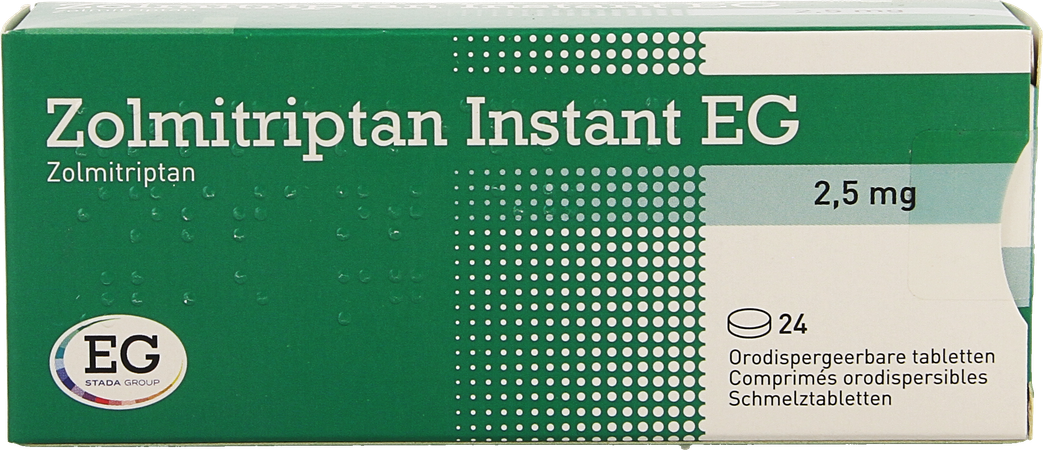 Zolmitriptan Instant EG
Zolmitriptan
2,5 mg
24
Orodispergeerbare tabletten
Comprimés orodispersibles
Schmelztabletten
EG
STADA GROUP